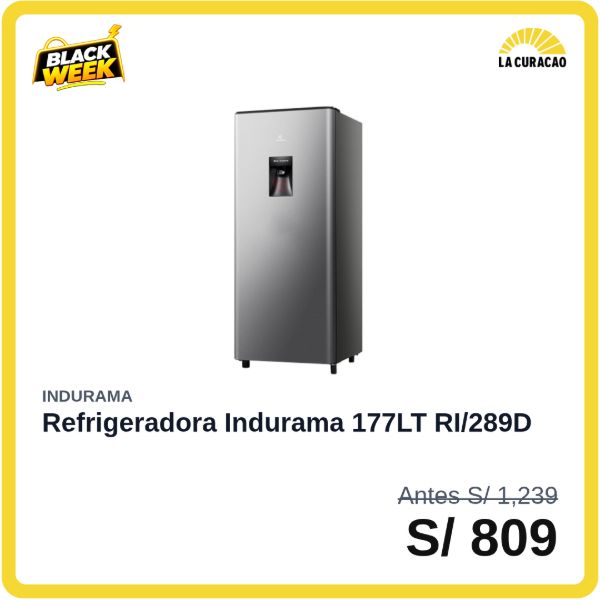 BLACK
WEEK
LA CURACAO
INDURAMA
Refrigeradora Indurama 177LT RI/289D
Antes S/ 1,239
S/ 809